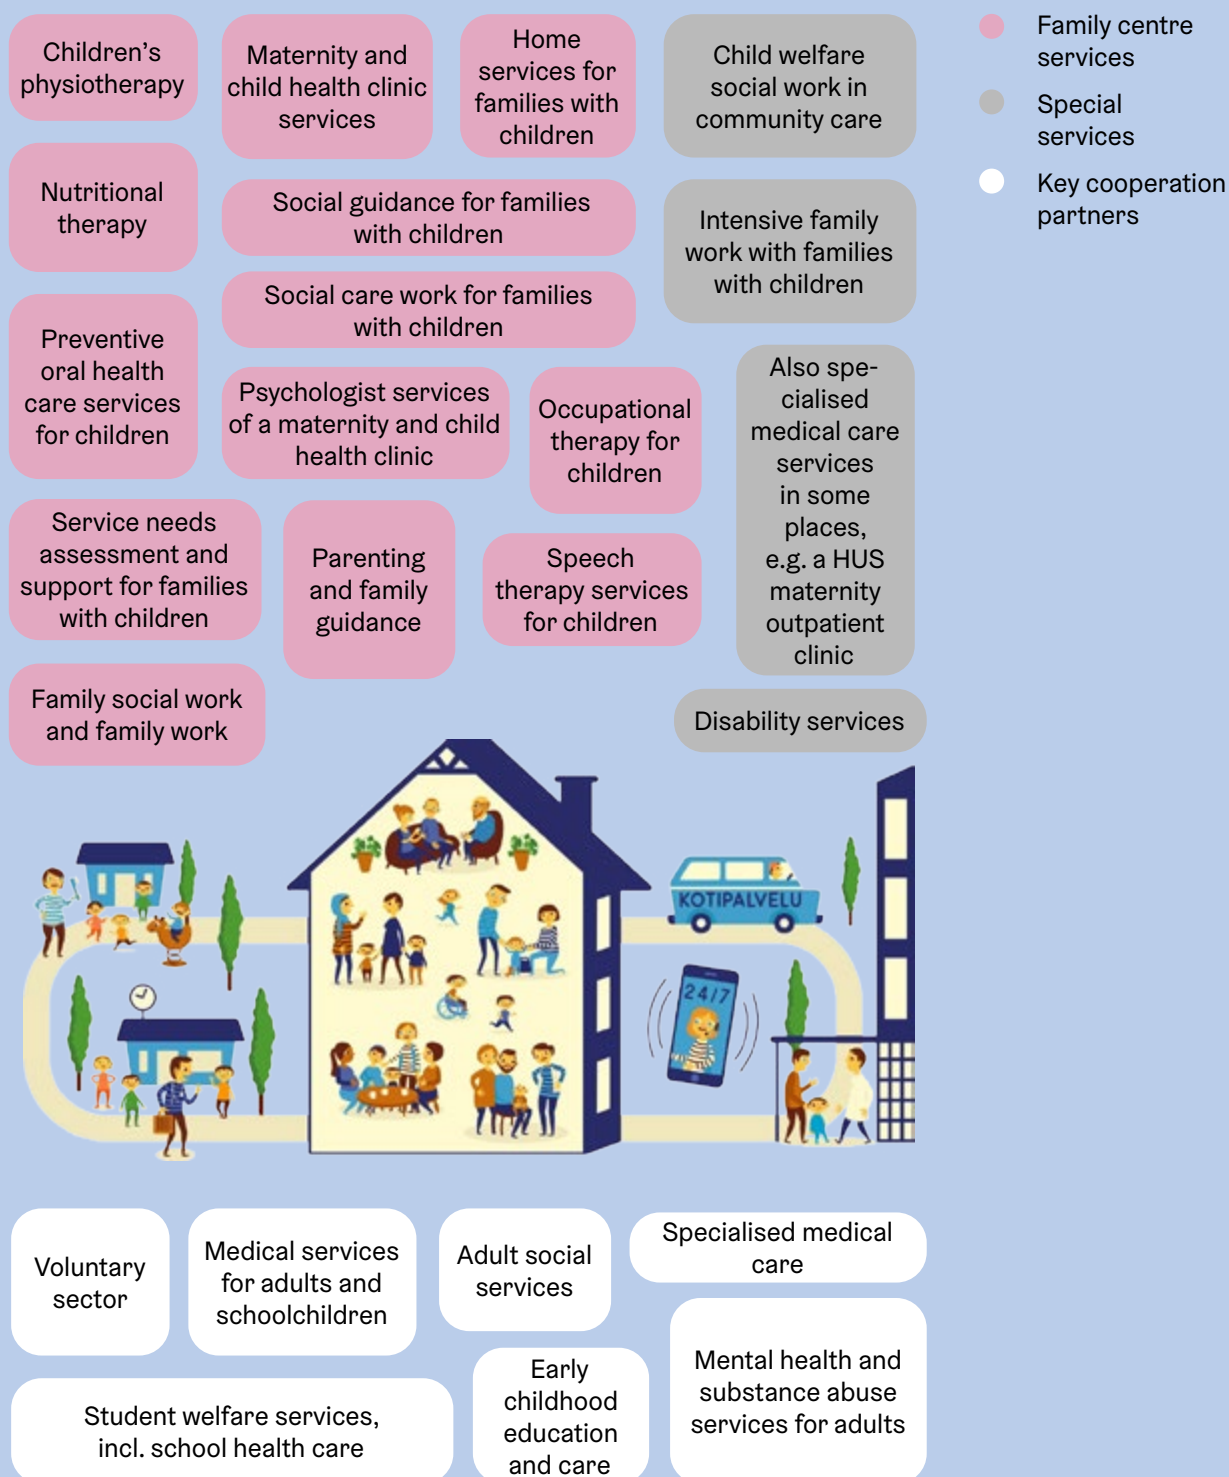 Children's
physiotherapy
Maternity and
child health clinic
services
Home
services for
families with
children
Child welfare
social work in
community care
Family centre
services
Special
services
Key cooperation
partners
Nutritional
therapy
Social guidance for families
with children
Intensive family
work with families
with children
Social care work for families
with children
Preventive
oral health
care services
for children
Psychologist services
of a maternity and child
health clinic
Occupational
therapy for
children
Also spe-
cialised
medical care
services
in some
places,
e.g. a HUS
maternity
outpatient
clinic
Service needs
assessment and
support for families
with children
Parenting
and family
guidance
Speech
therapy services
for children
Family social work
and family work
Disability services
KOTIPALVELU
24/7
Voluntary
sector
Medical services
for adults and
schoolchildren
Adult social
services
Specialised medical
care
Student welfare services,
incl. school health care
Early
childhood
education
and care
Mental health and
substance abuse
services for adults